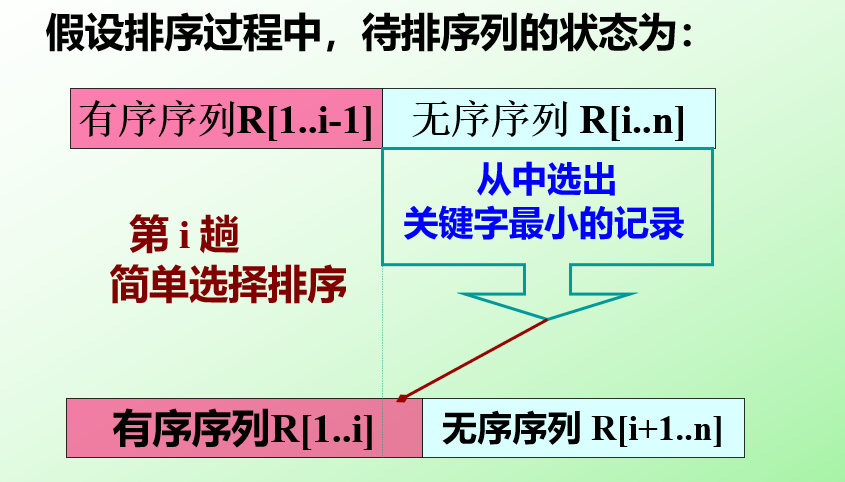 假设排序过程中，待排序列的状态为：
有序序列R[1..i-1] 无序序列 R[i..n]
从中选出
关键字最小的记录
第 i 趟
简单选择排序
有序序列R[1..i] 无序序列 R[i+1..n]